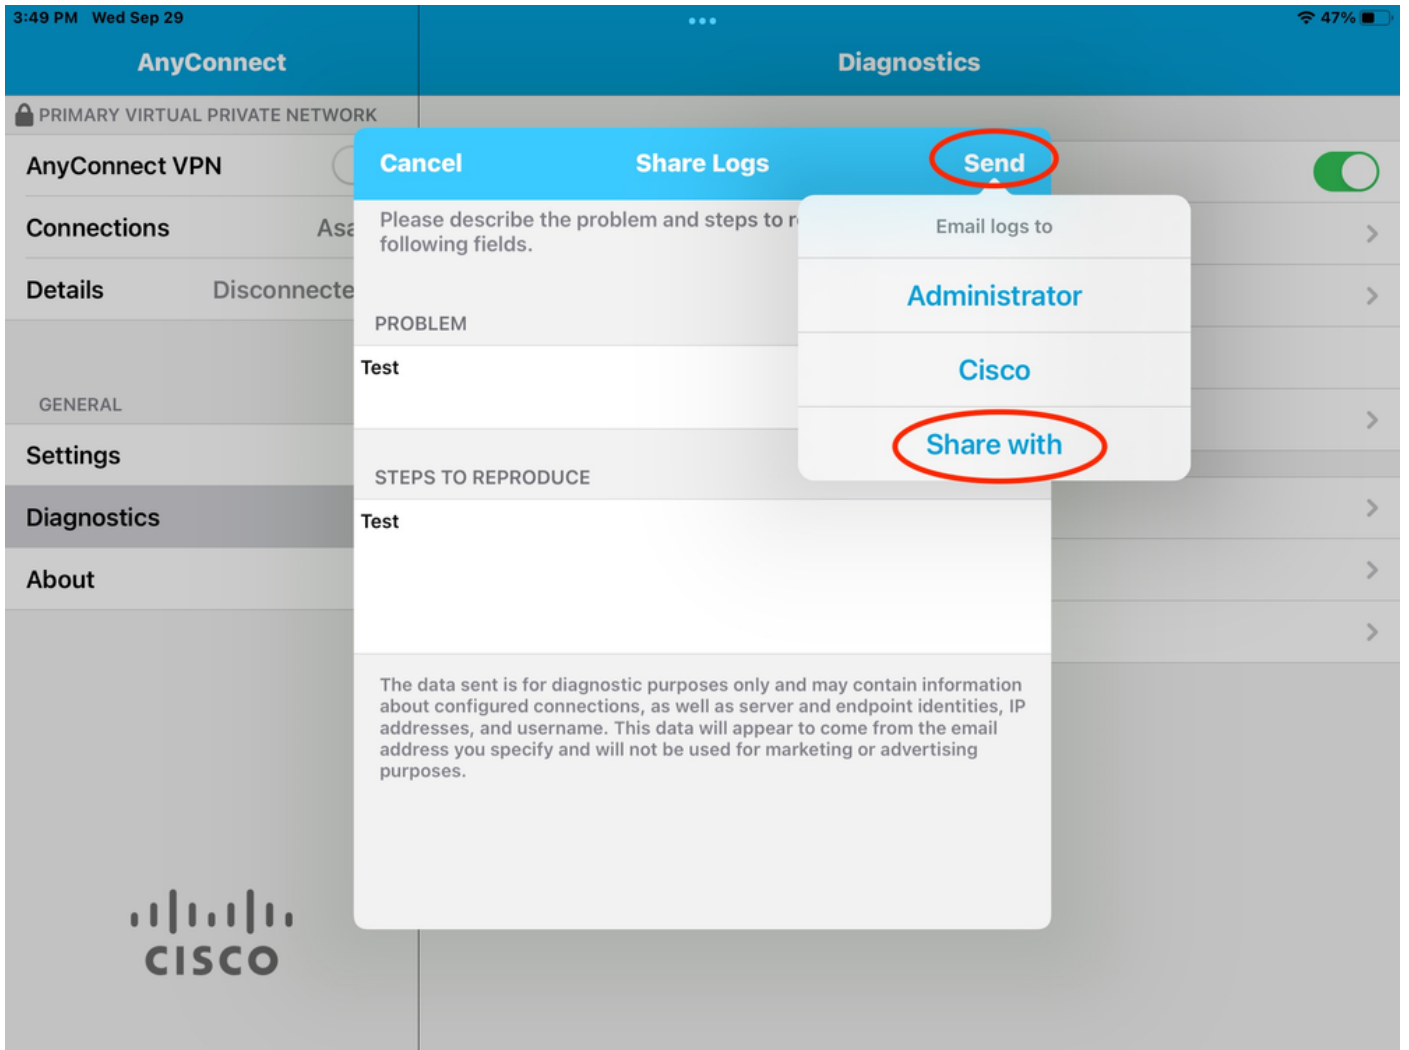 3:49 PM Wed Sep 29
47%
AnyConnect
Diagnostics
PRIMARY VIRTUAL PRIVATE NETWORK
AnyConnect VPN
Connections
Asa
Details
Disconnecte
GENERAL
Settings
Diagnostics
About
CISCO
Cancel
Share Logs
Send
Please describe the problem and steps to r
following fields.
PROBLEM
Test
STEPS TO REPRODUCE
Test
The data sent is for diagnostic purposes only and may contain information
about configured connections, as well as server and endpoint identities, IP
addresses, and username. This data will appear to come from the email
address you specify and will not be used for marketing or advertising
purposes.
Email logs to
Administrator
Cisco
Share with